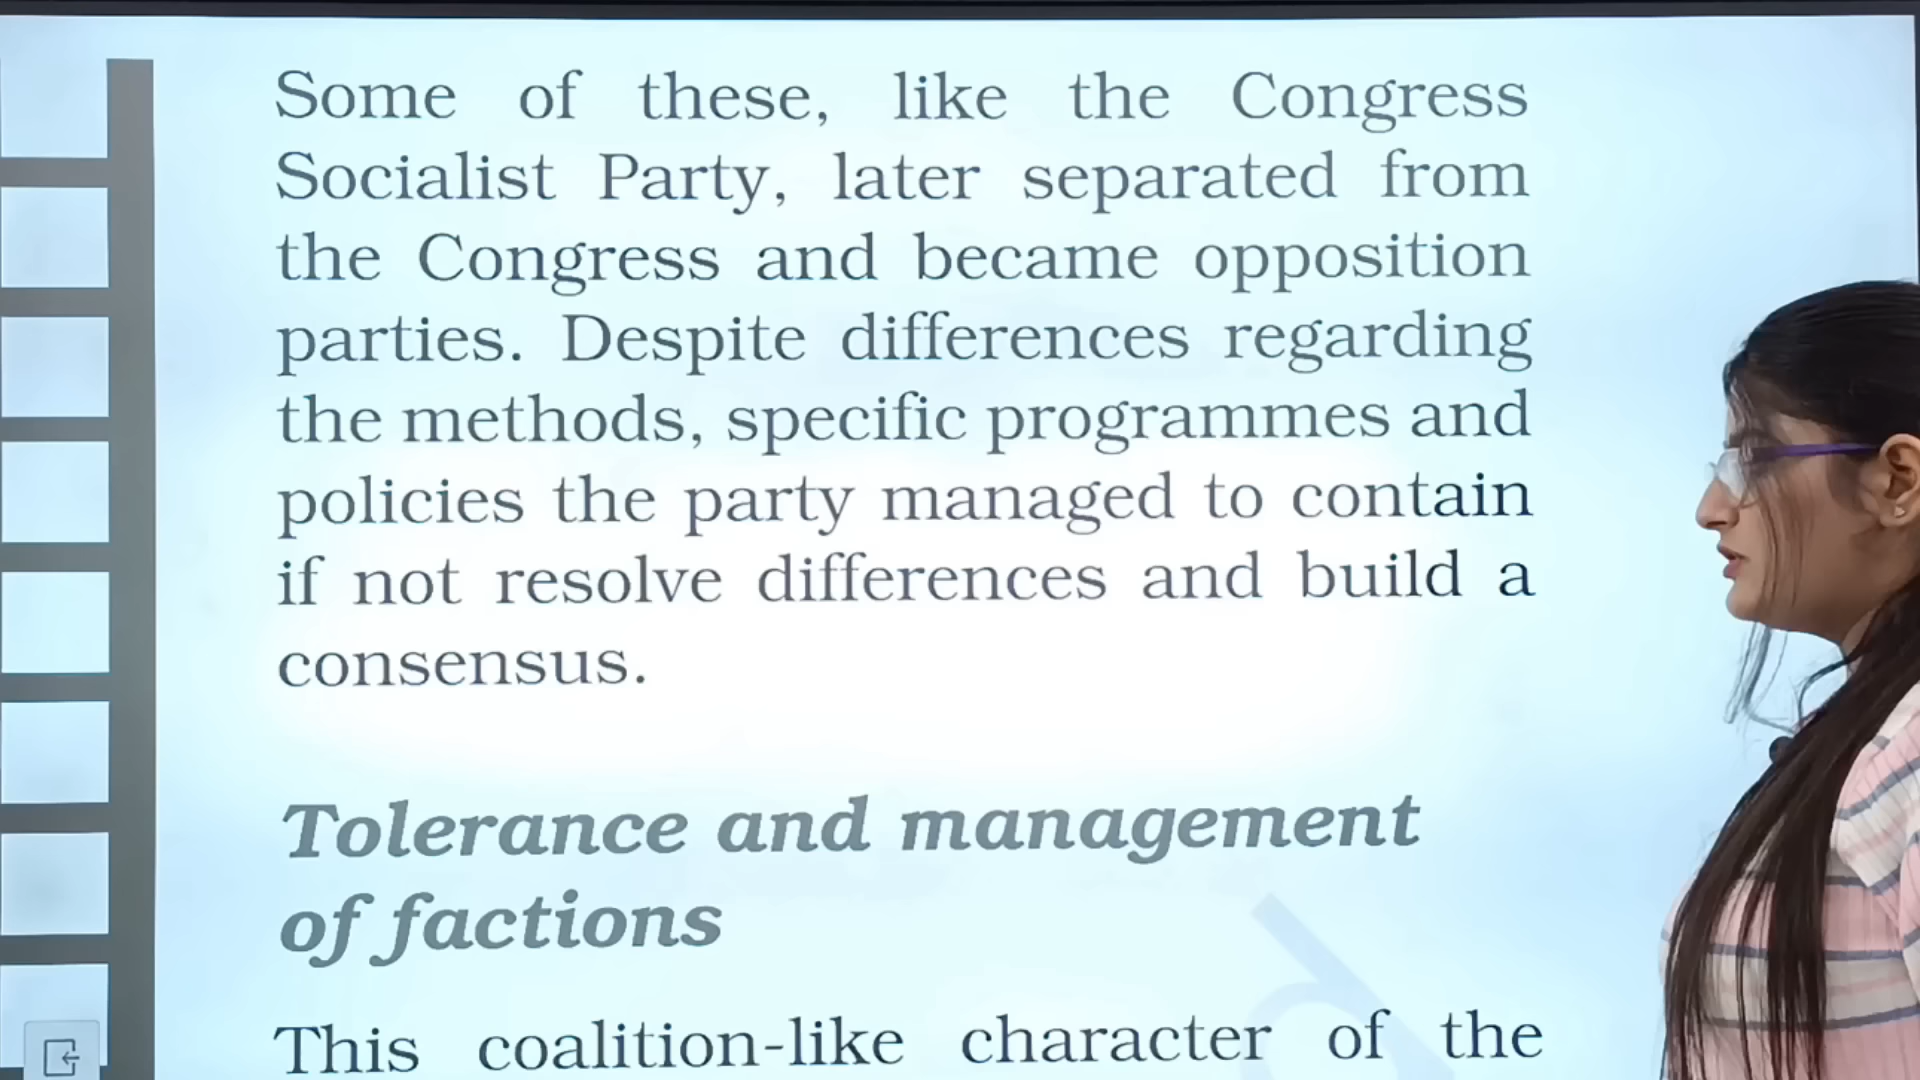 Some of these, like the Congress
Socialist Party, later separated from
the Congress and became opposition
parties. Despite differences regarding
the methods, specific programmes and
policies the party managed to contain
if not resolve differences and build a
consensus.
Tolerance and management
of factions
This coalition-like character of the